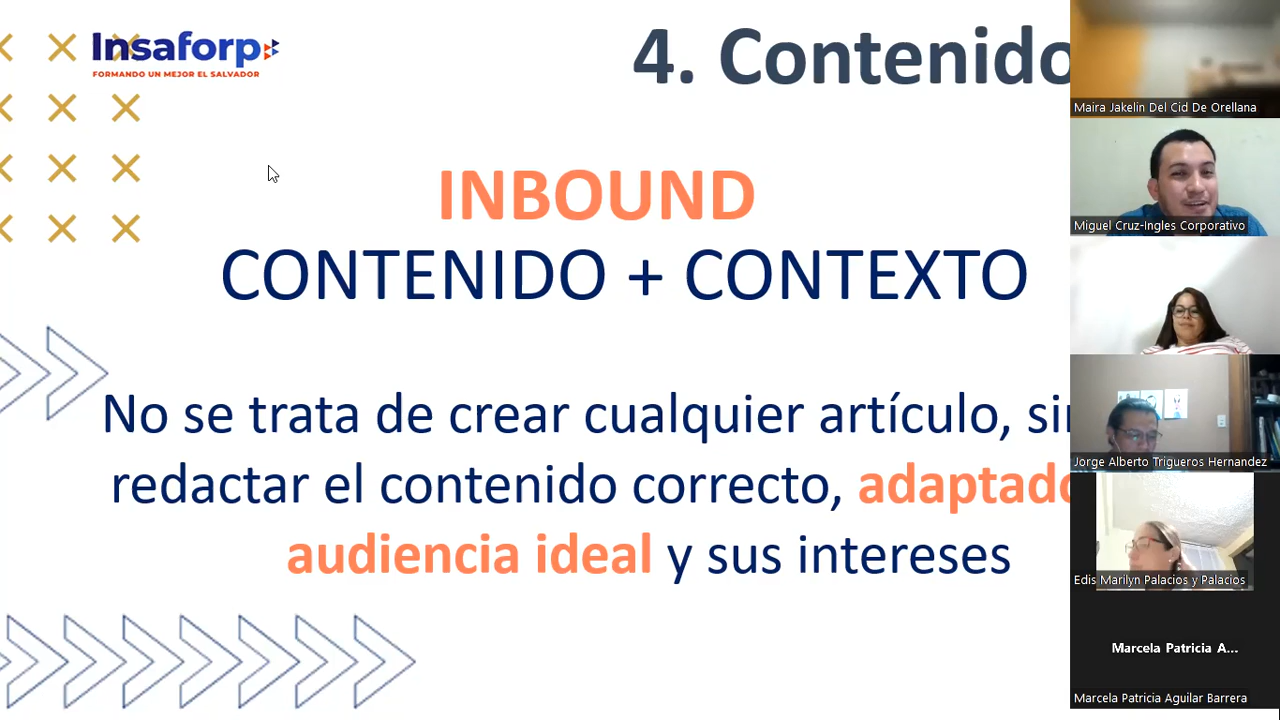 Insaforp
FORMANDO UN MEJOR EL SALVADOR
4. Contenido
INBOUND
CONTENIDO + CONTEXTO
No se trata de crear cualquier artículo, sin
redactar el contenido correcto, adaptado
audiencia ideal y sus intereses
Maira Jakelin Del Cid De Orellana
Miguel Cruz-Ingles Corporativo
Jorge Alberto Trigueros Hernandez
Edis Marilyn Palacios y Palacios
Marcela Patricia A...
Marcela Patricia Aguilar Barrera